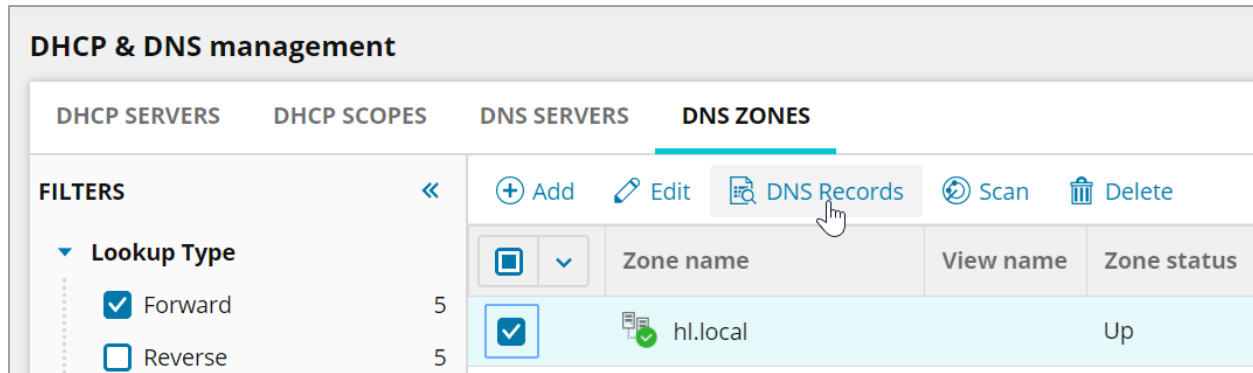 DHCP & DNS management
DHCP SERVERS DHCP SCOPES DNS SERVERS DNS ZONES
FILTERS
Add Edit DNS Records Scan Delete
Lookup Type
Zone name View name Zone status
Forward 5
hl.local Up
Reverse 5